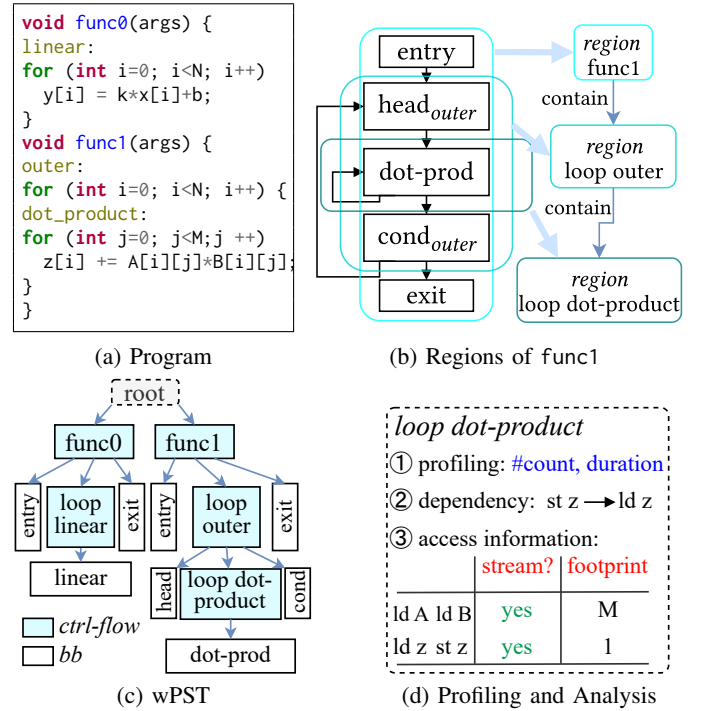 void func0(args) {
linear:
for (int i=0; i<N; i++)
y[i] = k*x[i]+b;
}
void func1(args) {
outer:
for (int i=0; i<N; i++) {
dot_product:
for (int j=0; j<M;j ++)
z[i] += A[i][j]*B[i][j];
}
}
(a) Program
entry
head_outer
dot-prod
cond_outer
exit
region
func1
contain
region
loop outer
contain
region
loop dot-product
(b) Regions of func1
root
func0 func1
entry
loop
linear
exit
entry
loop
outer
exit
linear
head
loop dot-
product
cond
dot-prod
ctrl-flow
bb
(c) wPST
loop dot-product
① profiling: #count, duration
② dependency: st z → ld z
③ access information:
stream? footprint
ld A ld B yes M
ld z st z yes 1
(d) Profiling and Analysis